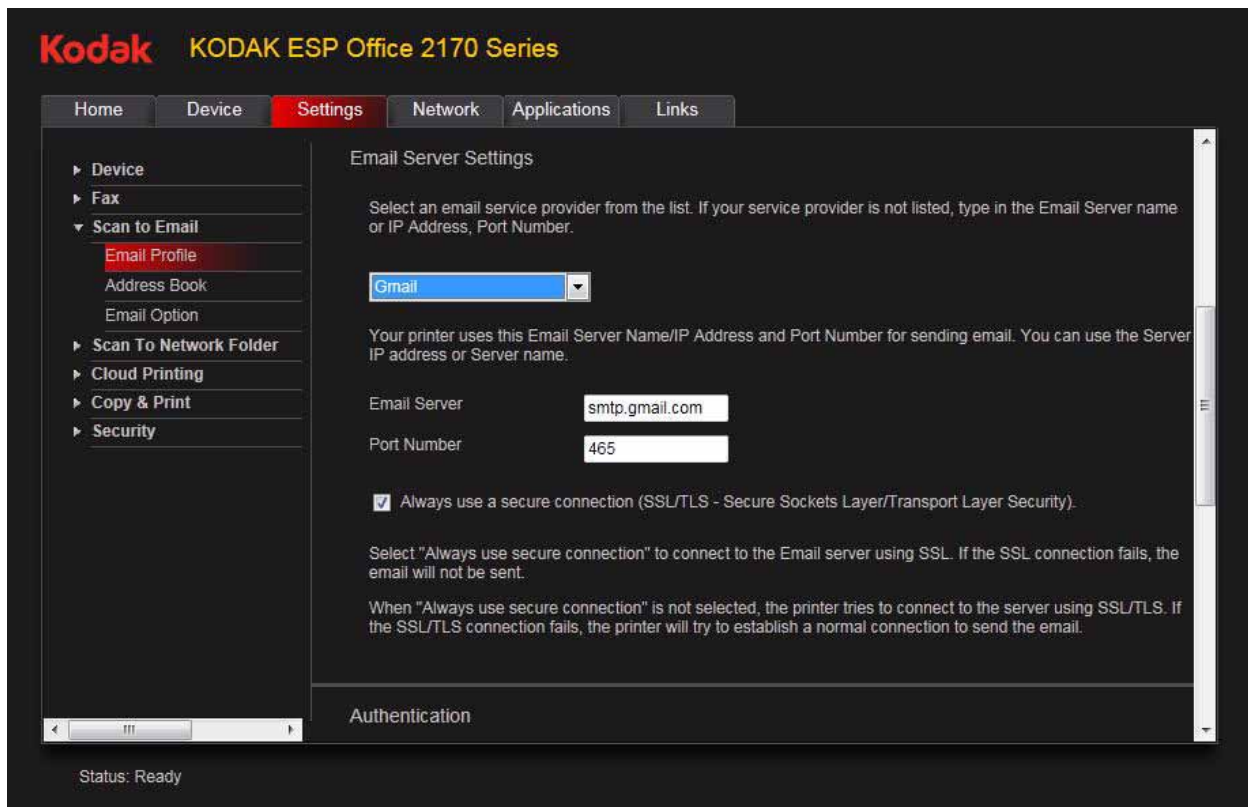 Kodak KODAK ESP Office 2170 Series
Home Device Settings Network Applications Links
Device
Fax
Scan to Email
Email Profile
Address Book
Email Option
Scan To Network Folder
Cloud Printing
Copy & Print
Security
Email Server Settings
Select an email service provider from the list. If your service provider is not listed, type in the Email Server name
or IP Address, Port Number.
Gmail
Your printer uses this Email Server Name/IP Address and Port Number for sending email. You can use the Server
IP address or Server name.
Email Server smtp.gmail.com
Port Number 465
Always use a secure connection (SSL/TLS - Secure Sockets Layer/Transport Layer Security).
Select "Always use secure connection" to connect to the Email server using SSL. If the SSL connection fails, the
email will not be sent.
When "Always use secure connection" is not selected, the printer tries to connect to the server using SSL/TLS. If
the SSL/TLS connection fails, the printer will try to establish a normal connection to send the email.
Authentication
Status: Ready